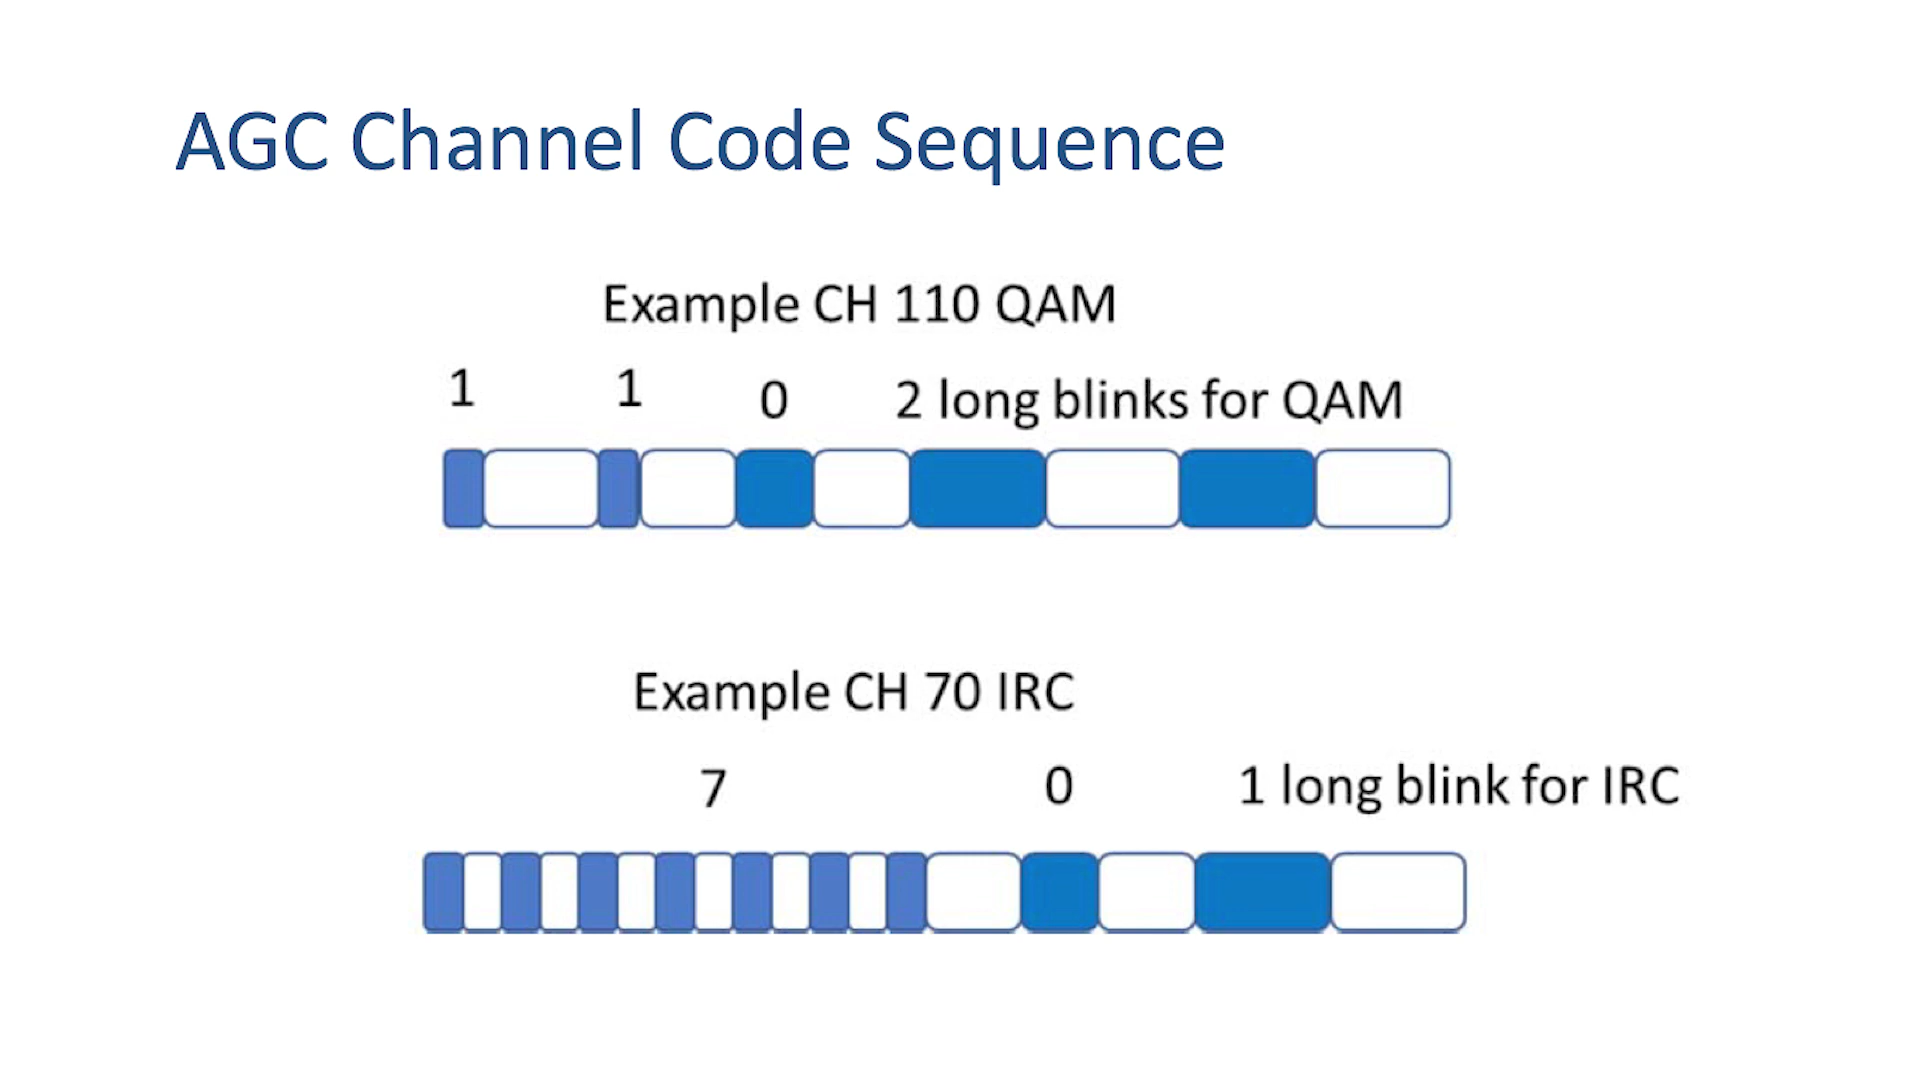 AGC Channel Code Sequence
Example CH 110 QAM
1 1 0 2 long blinks for QAM
Example CH 70 IRC
7 0 1 long blink for IRC